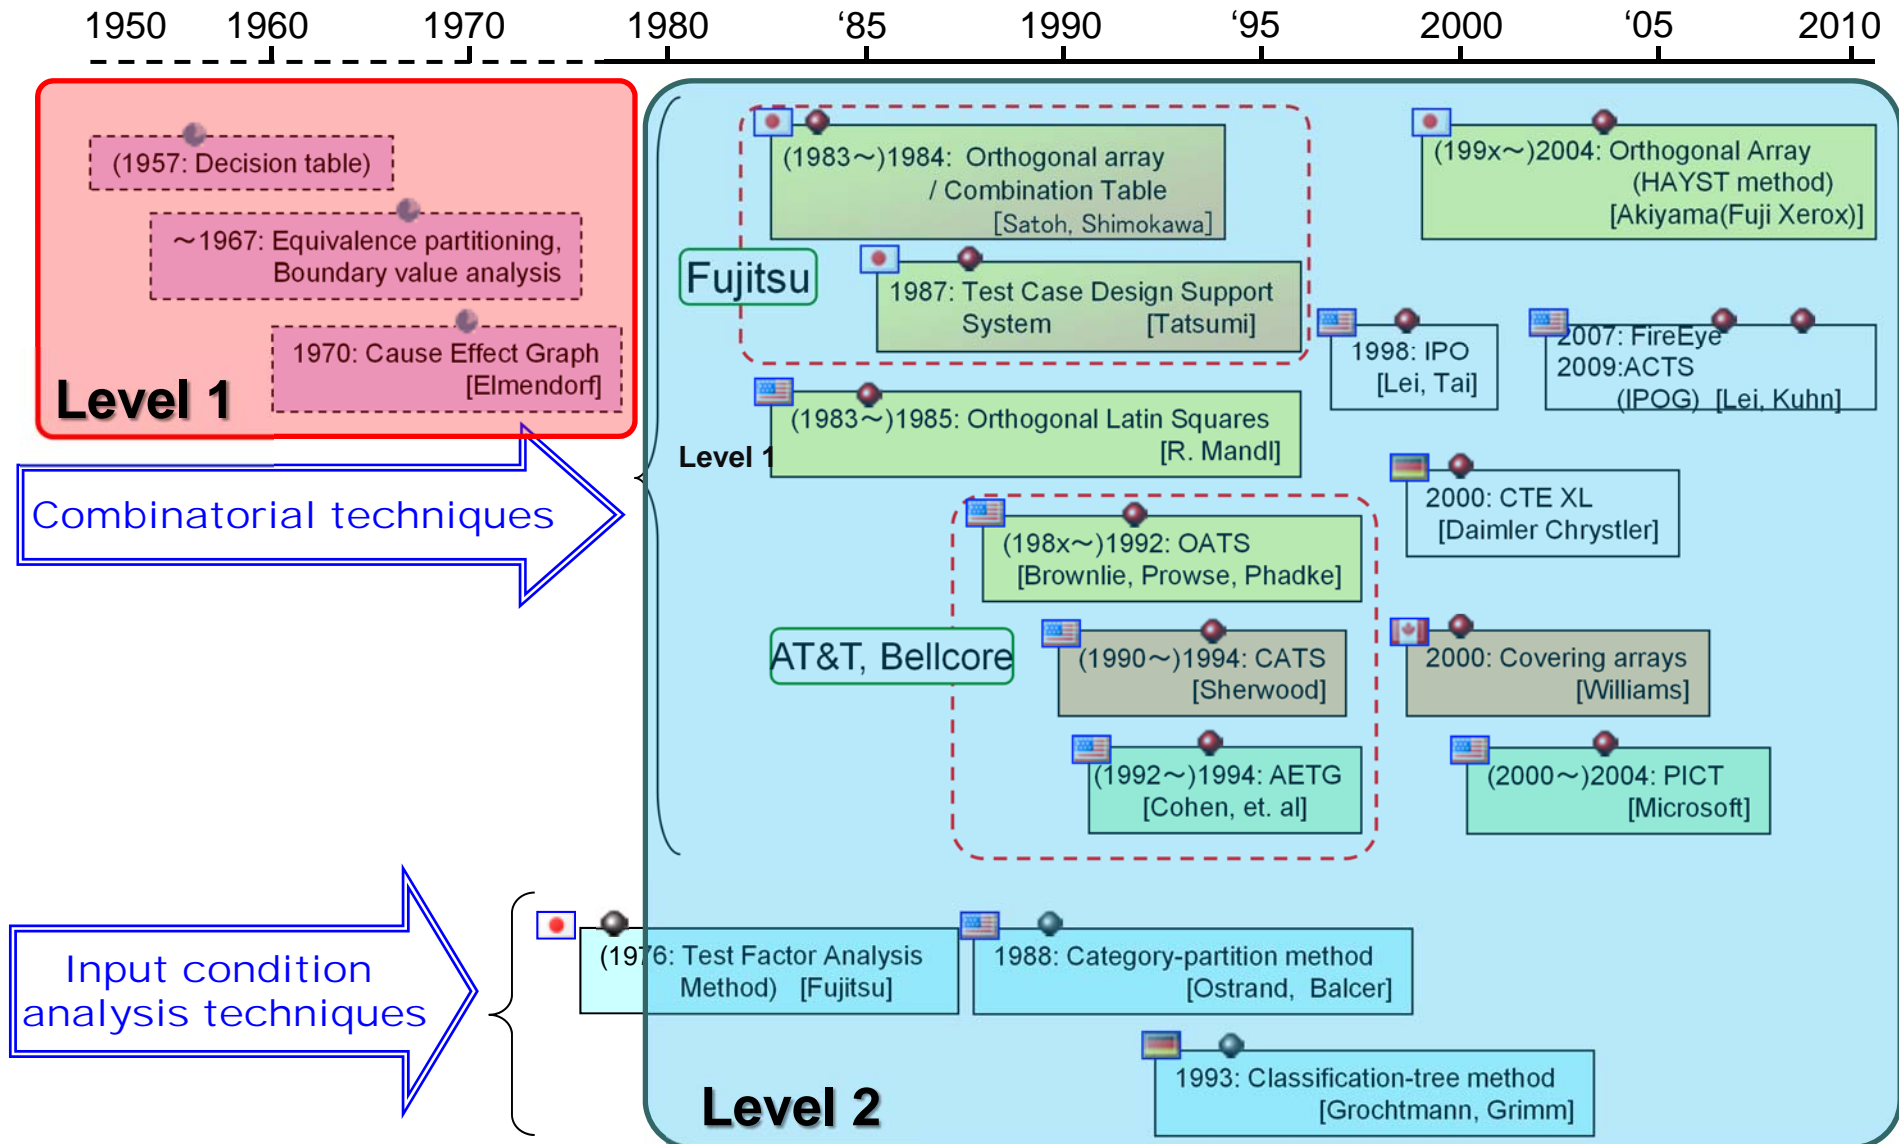 1950 1960 1970 1980 ‘85 1990 ‘95 2000 ‘05 2010
(1957: Decision table)
～1967: Equivalence partitioning,
Boundary value analysis
1970: Cause Effect Graph
[Elmendorf]
Level 1
(1983～)1984: Orthogonal array
/ Combination Table
[Satoh, Shimokawa]
(199x～)2004: Orthogonal Array
(HAYST method)
[Akiyama(Fuji Xerox)]
Fujitsu
1987: Test Case Design Support
System [Tatsumi]
1998: IPO
[Lei, Tai]
2007: FireEye
2009:ACTS
(IPOG) [Lei, Kuhn]
(1983～)1985: Orthogonal Latin Squares
[R. Mandl]
Level 1
Combinatorial techniques
2000: CTE XL
[Daimler Chrystler]
(198x～)1992: OATS
[Brownlie, Prowse, Phadke]
AT&T, Bellcore
(1990～)1994: CATS
[Sherwood]
2000: Covering arrays
[Williams]
(1992～)1994: AETG
[Cohen, et. al]
(2000～)2004: PICT
[Microsoft]
Input condition
analysis techniques
(1976: Test Factor Analysis
Method) [Fujitsu]
1988: Category-partition method
[Ostrand, Balcer]
1993: Classification-tree method
[Grochtmann, Grimm]
Level 2